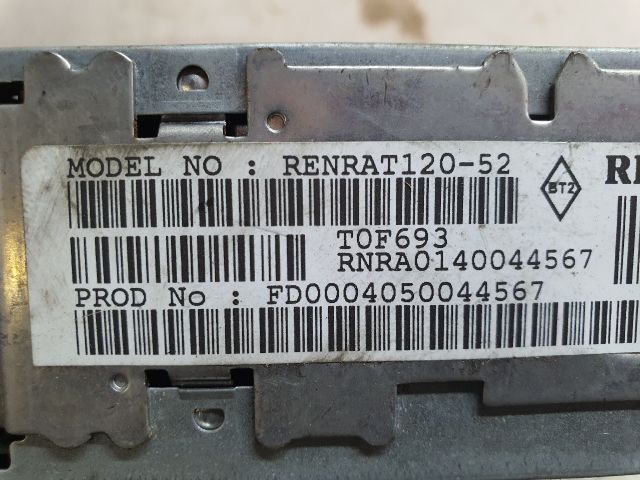 MODEL NO : RENRAT120-52
BT2
T0F693
RNRA0140044567
PROD No : FD0004050044567